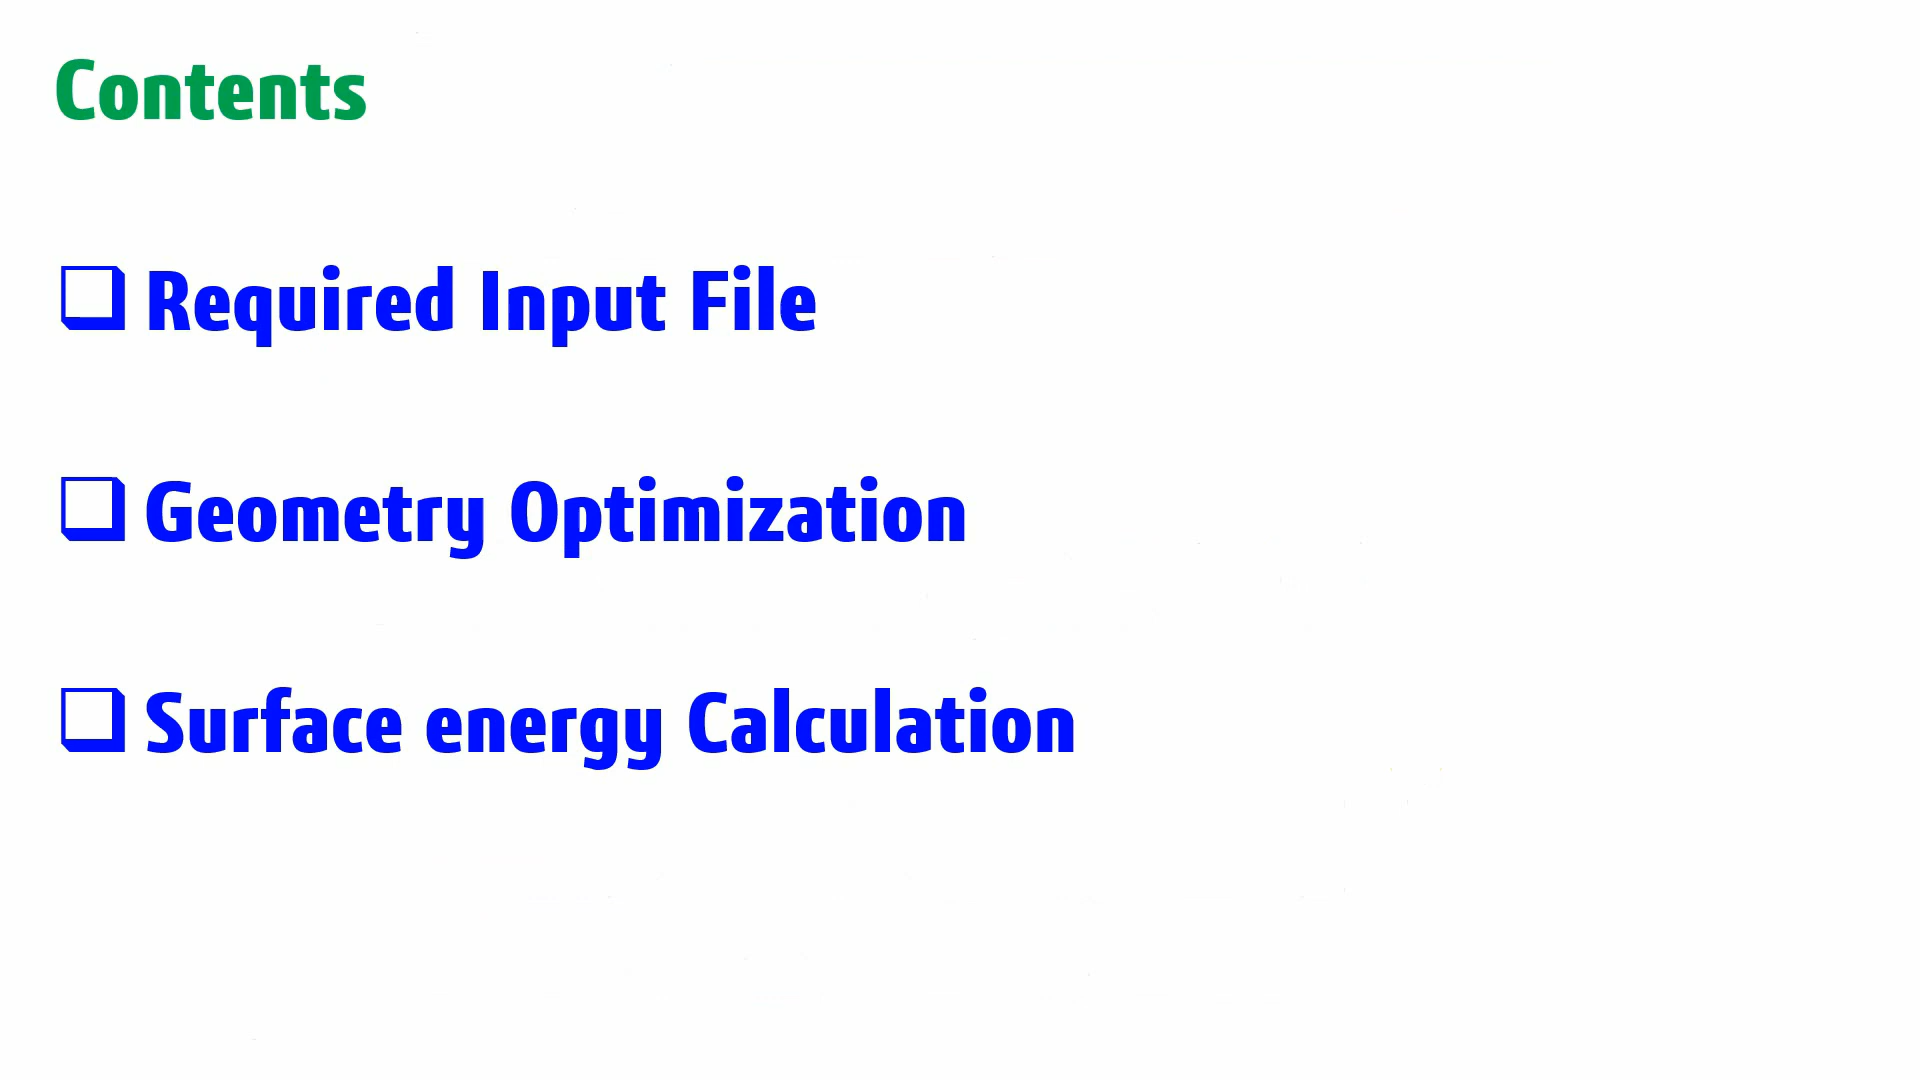 Contents
❑ Required Input File
❑ Geometry Optimization
❑ Surface energy Calculation